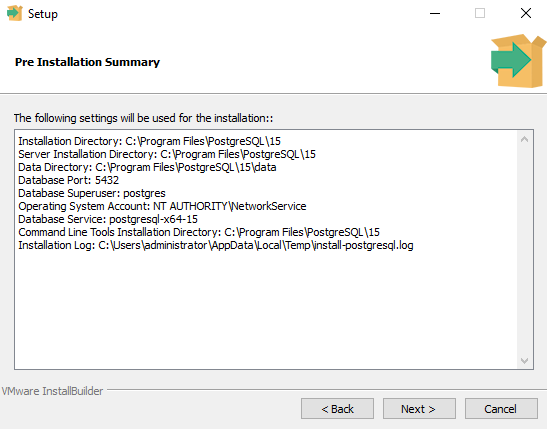 Setup
Pre Installation Summary
The following settings will be used for the installation::
Installation Directory: C:\Program Files\PostgreSQL\15
Server Installation Directory: C:\Program Files\PostgreSQL\15
Data Directory: C:\Program Files\PostgreSQL\15\data
Database Port: 5432
Database Superuser: postgres
Operating System Account: NT AUTHORITY\NetworkService
Database Service: postgresql-x64-15
Command Line Tools Installation Directory: C:\Program Files\PostgreSQL\15
Installation Log: C:\Users\administrator\AppData\Local\Temp\install-postgresql.log
VMware InstallBuilder
< Back
Next >
Cancel